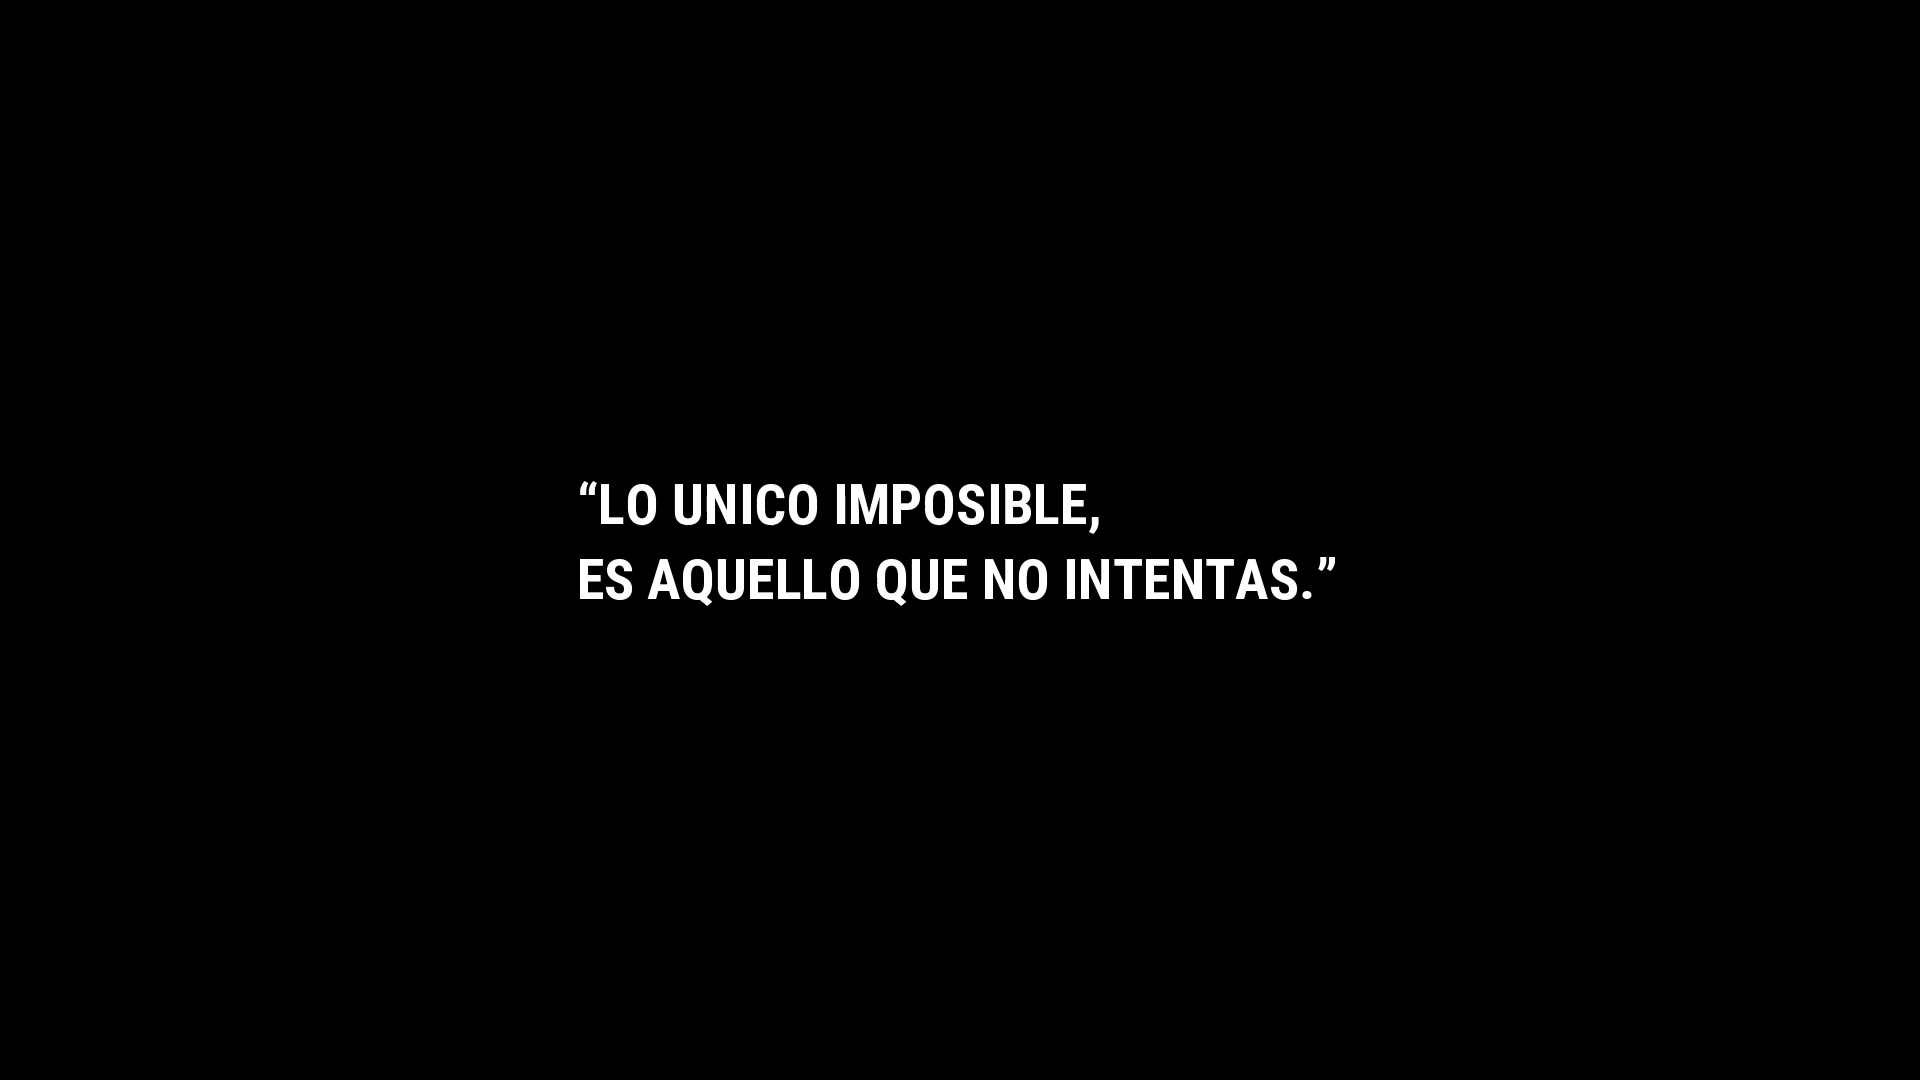 “LO UNICO IMPOSIBLE,
ES AQUELLO QUE NO INTENTAS.”